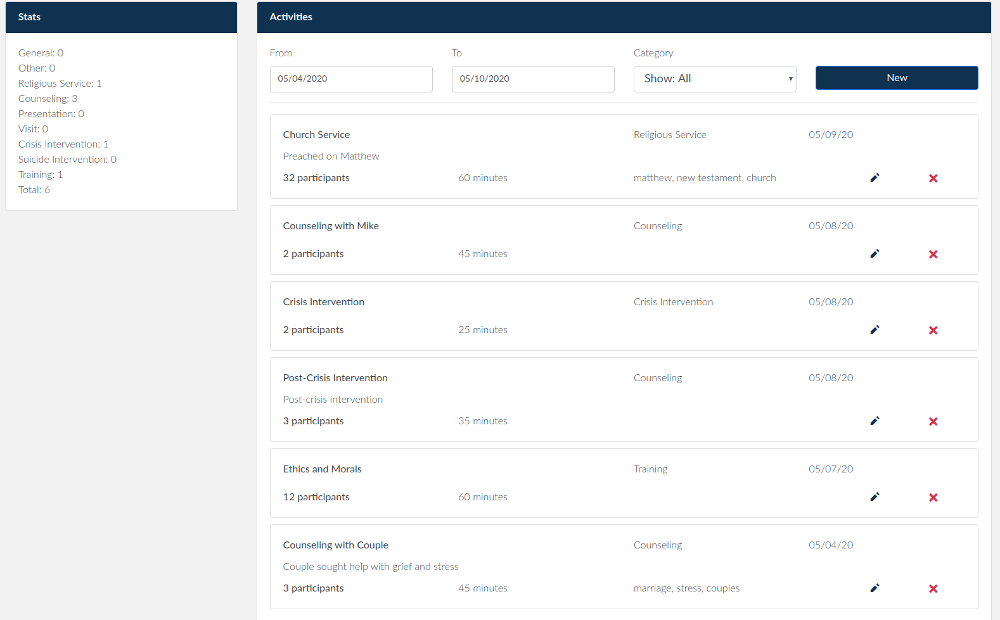 Stats
General: 0
Other: 0
Religious Service: 1
Counseling: 3
Presentation: 0
Visit: 0
Crisis Intervention: 1
Suicide Intervention: 0
Training: 1
Total: 6
Activities
From To Category
05/04/2020 05/10/2020 Show: All New
Church Service Religious Service 05/09/20
Preached on Matthew
32 participants 60 minutes matthew, new testament, church
Counseling with Mike Counseling 05/08/20
2 participants 45 minutes
Crisis Intervention Crisis Intervention 05/08/20
2 participants 25 minutes
Post-Crisis Intervention Counseling 05/08/20
Post-crisis intervention
3 participants 35 minutes
Ethics and Morals Training 05/07/20
12 participants 60 minutes
Counseling with Couple Counseling 05/04/20
Couple sought help with grief and stress
3 participants 45 minutes marriage, stress, couples